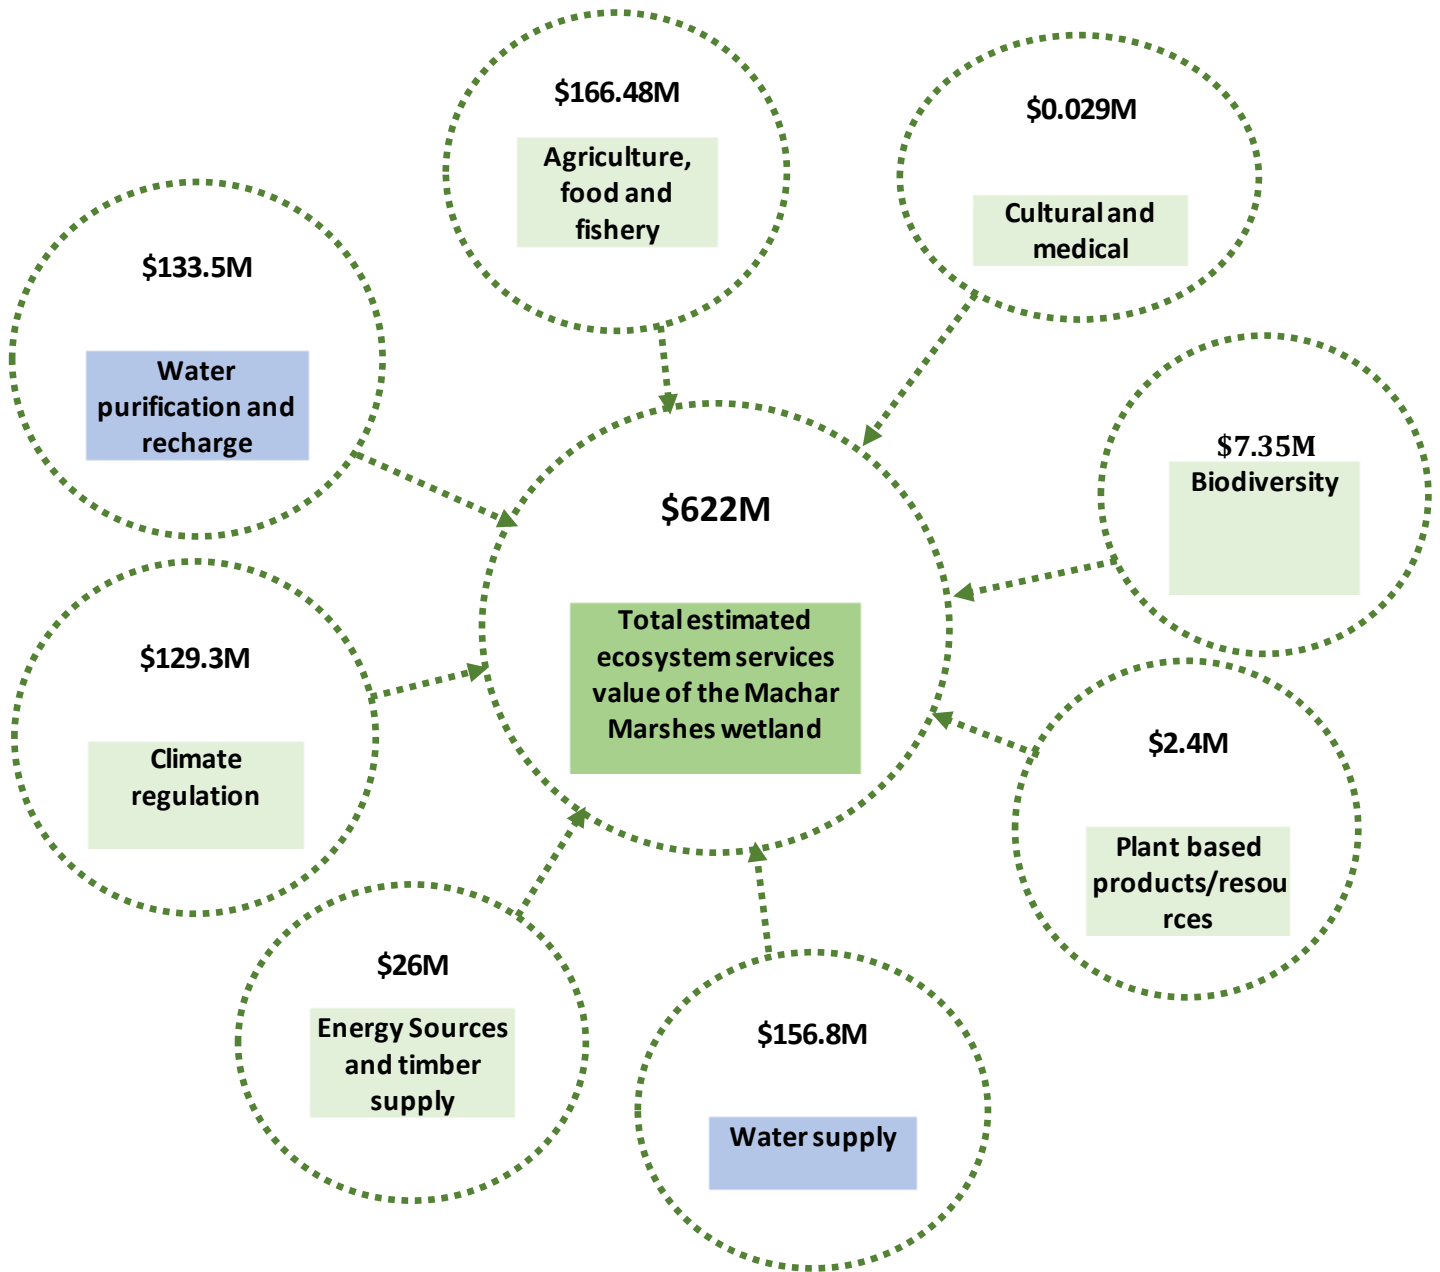 $166.48M
Agriculture,
food and
fishery
$0.029M
Cultural and
medical
$133.5M
Water
purification and
recharge
$7.35M
Biodiversity
$622M
Total estimated
ecosystem services
value of the Machar
Marshes wetland
$129.3M
Climate
regulation
$2.4M
Plant based
products/resou
rces
$26M
Energy Sources
and timber
supply
$156.8M
Water supply